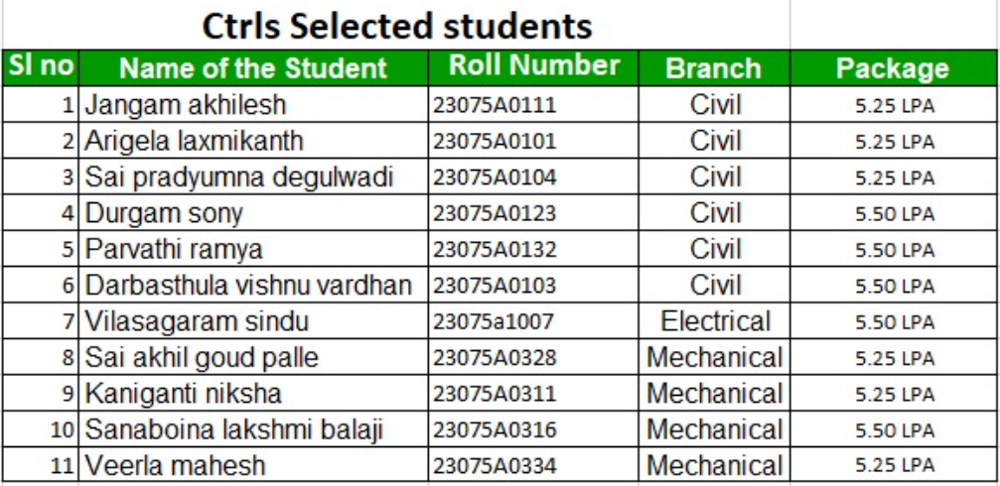 Ctrls Selected students
Sl no Name of the Student Roll Number Branch Package
1 Jangam akhilesh 23075A0111 Civil 5.25 LPA
2 Arigela laxmikanth 23075A0101 Civil 5.25 LPA
3 Sai pradyumna degulwadi 23075A0104 Civil 5.25 LPA
4 Durgam sony 23075A0123 Civil 5.50 LPA
5 Parvathi ramya 23075A0132 Civil 5.50 LPA
6 Darbasthula vishnu vardhan 23075A0103 Civil 5.50 LPA
7 Vilasagaram sindu 23075a1007 Electrical 5.50 LPA
8 Sai akhil goud palle 23075A0328 Mechanical 5.25 LPA
9 Kaniganti niksha 23075A0311 Mechanical 5.25 LPA
10 Sanaboina lakshmi balaji 23075A0316 Mechanical 5.50 LPA
11 Veerla mahesh 23075A0334 Mechanical 5.25 LPA